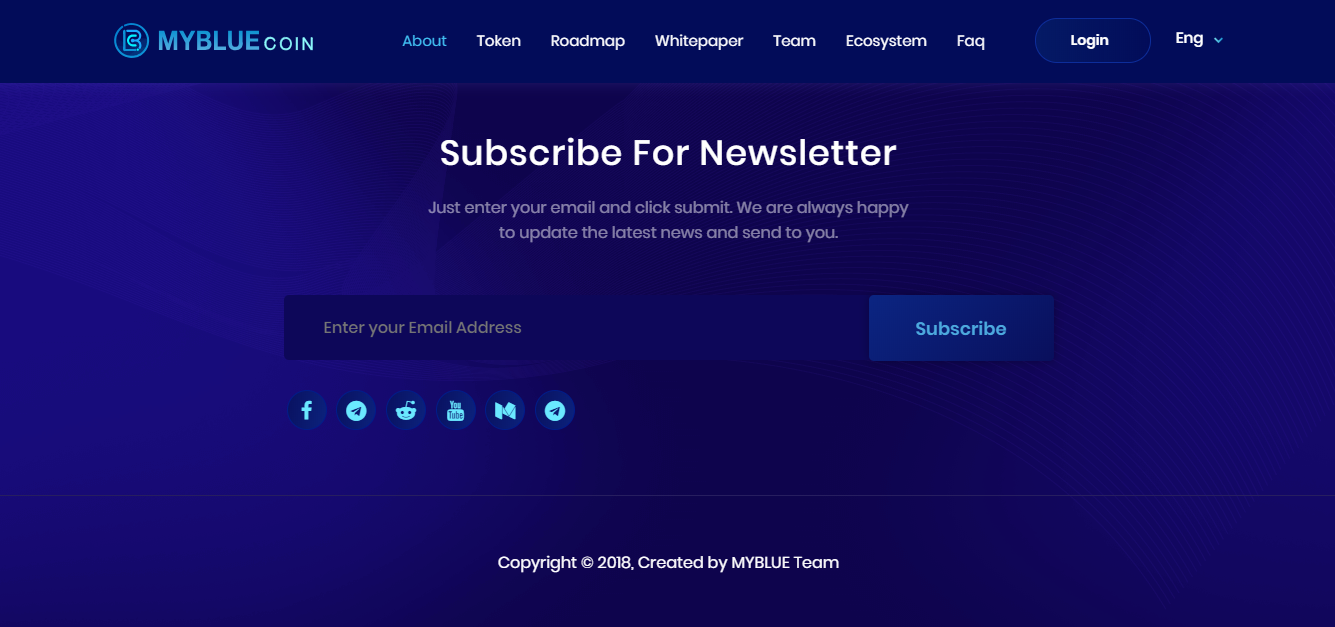 MYBLUE COIN
About
Token
Roadmap
Whitepaper
Team
Ecosystem
Faq
Login
Eng
Subscribe For Newsletter
Just enter your email and click submit. We are always happy
to update the latest news and send to you.
Enter your Email Address
Subscribe
You
Tube
Copyright © 2018, Created by MYBLUE Team